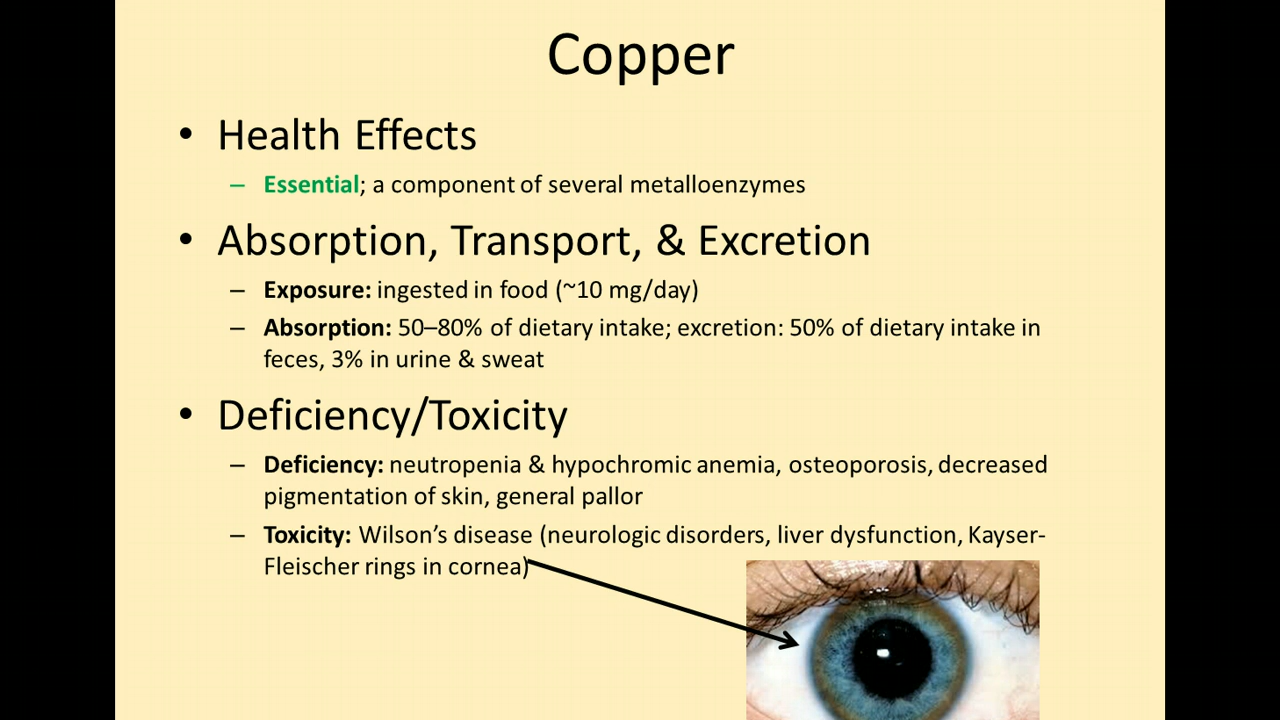 Copper
• Health Effects
– Essential; a component of several metalloenzymes
• Absorption, Transport, & Excretion
– Exposure: ingested in food (~10 mg/day)
– Absorption: 50–80% of dietary intake; excretion: 50% of dietary intake in
feces, 3% in urine & sweat
• Deficiency/Toxicity
– Deficiency: neutropenia & hypochromic anemia, osteoporosis, decreased
pigmentation of skin, general pallor
– Toxicity: Wilson’s disease (neurologic disorders, liver dysfunction, Kayser-
Fleischer rings in cornea)